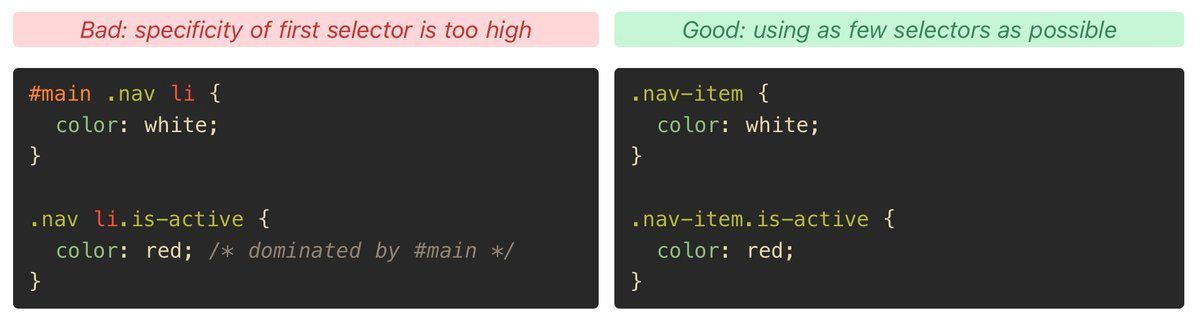 Bad: specificity of first selector is too high
#main .nav li {
  color: white;
}

.nav li.is-active {
  color: red; /* dominated by #main */
}
Good: using as few selectors as possible
.nav-item {
  color: white;
}

.nav-item.is-active {
  color: red;
}